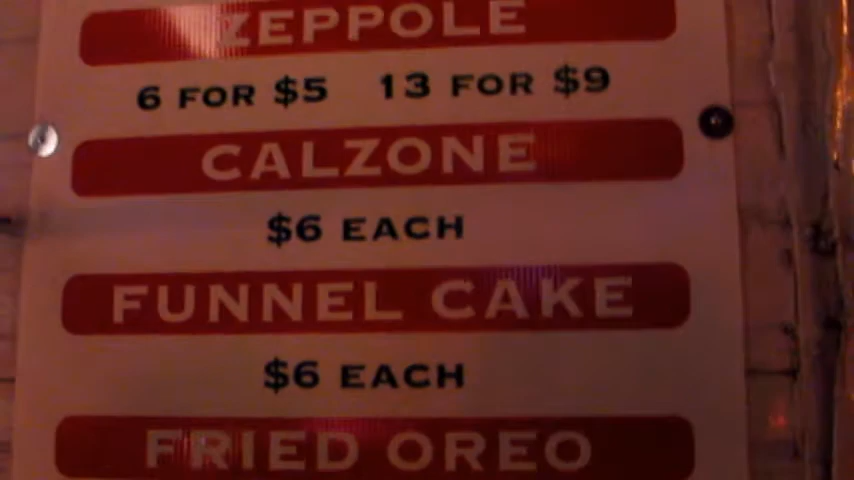 ZEPPOLE
6 FOR $5 13 FOR $9
CALZONE
$6 EACH
FUNNEL CAKE
$6 EACH
FRIED OREO